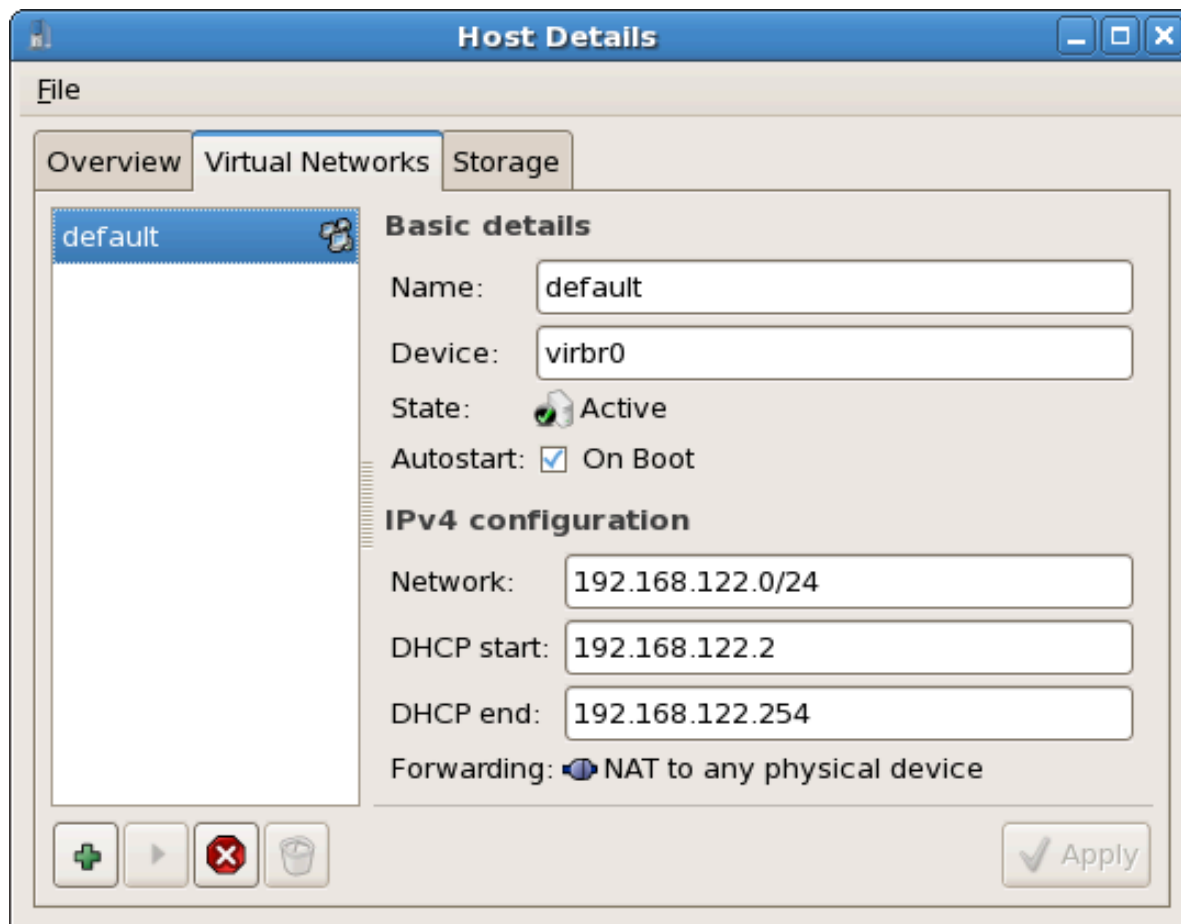 Host Details
File
Overview Virtual Networks Storage
default
Basic details
Name: default
Device: virbr0
State: Active
Autostart: On Boot
IPv4 configuration
Network: 192.168.122.0/24
DHCP start: 192.168.122.2
DHCP end: 192.168.122.254
Forwarding: NAT to any physical device
Apply